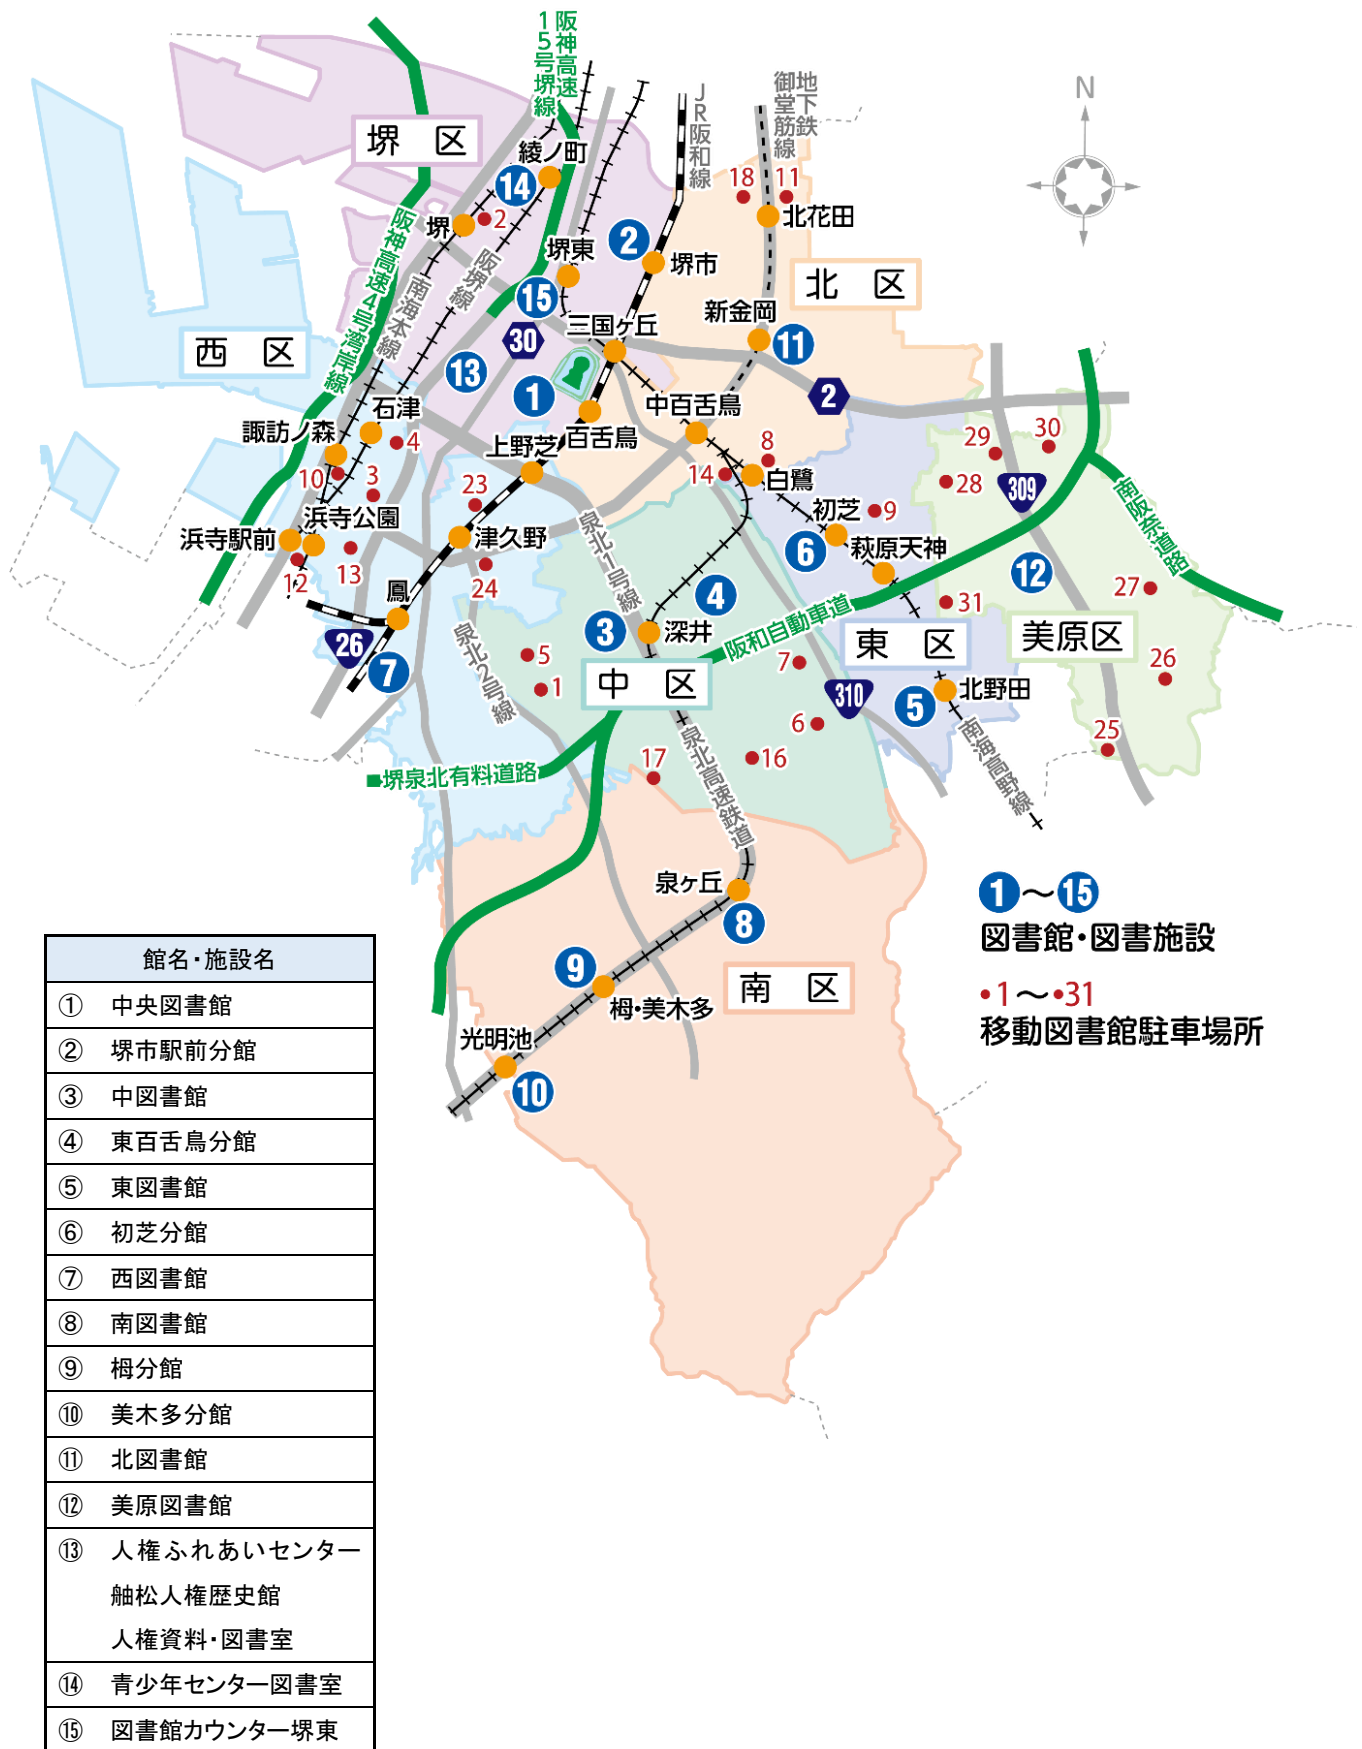 阪神高速
15号堺線
JR阪和線
地下鉄
御堂筋線
N
堺 区
綾ノ町
14
18
11
堺
2
北花田
阪神高速4号湾岸線
南海本線
阪堺線
堺東
2
堺市
北 区
15
新金岡
西 区
30
三国ヶ丘
11
13
1
2
石津
中百舌鳥
諏訪ノ森
4
上野芝
百舌鳥
8
29
30
10
3
14
白鷺
28
309
23
初芝
9
南阪奈道路
浜寺公園
浜寺駅前
津久野
泉北1号線
6
萩原天神
12
13
24
4
12
27
鳳
31
26
3
深井
阪和自動車道
東 区
美原区
7
泉北2号線
5
7
26
1
中 区
310
5
北野田
6
25
堺泉北有料道路
17
泉北高速鉄道
16
南海高野線
泉ヶ丘
8
1～15
図書館・図書施設
9
栂・美木多
南 区
•1～•31
移動図書館駐車場所
光明池
10
館名・施設名
① 中央図書館
② 堺市駅前分館
③ 中図書館
④ 東百舌鳥分館
⑤ 東図書館
⑥ 初芝分館
⑦ 西図書館
⑧ 南図書館
⑨ 栂分館
⑩ 美木多分館
⑪ 北図書館
⑫ 美原図書館
⑬ 人権ふれあいセンター
舳松人権歴史館
人権資料・図書室
⑭ 青少年センター図書室
⑮ 図書館カウンター堺東